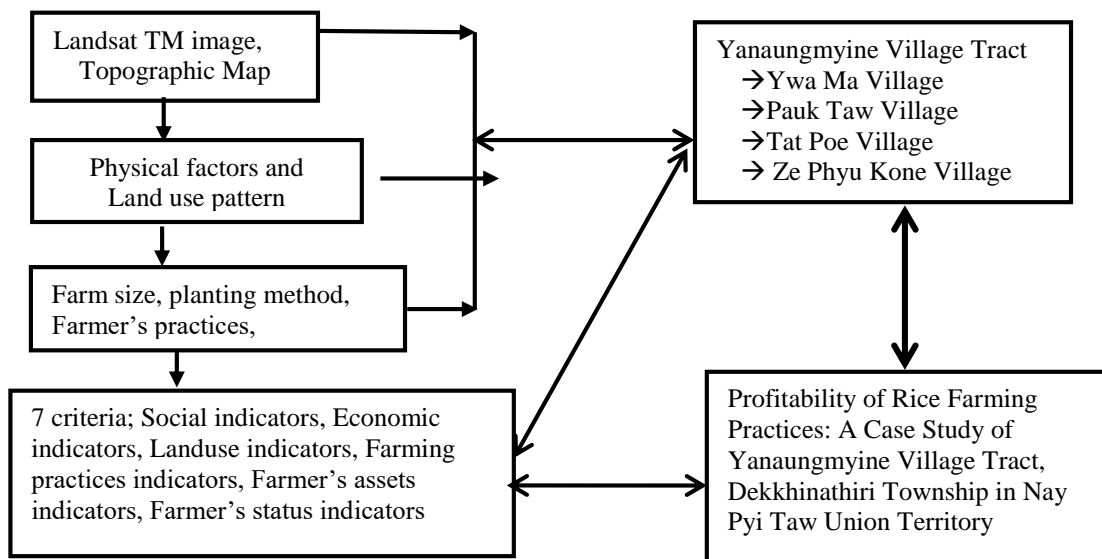 Landsat TM image,
Topographic Map
Physical factors and
Land use pattern
Farm size, planting method,
Farmer’s practices,
7 criteria; Social indicators, Economic
indicators, Landuse indicators, Farming
practices indicators, Farmer’s assets
indicators, Farmer’s status indicators
Yanaungmyine Village Tract
→Ywa Ma Village
→Pauk Taw Village
→Tat Poe Village
→ Ze Phyu Kone Village
Profitability of Rice Farming
Practices: A Case Study of
Yanaungmyine Village Tract,
Dekkhinathiri Township in Nay
Pyi Taw Union Territory